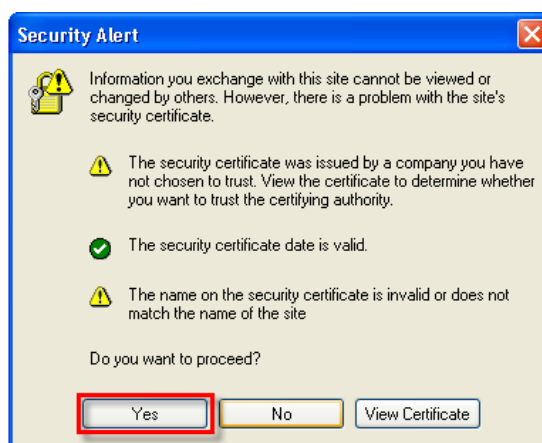 Security Alert
Information you exchange with this site cannot be viewed or
changed by others. However, there is a problem with the site's
security certificate.
The security certificate was issued by a company you have
not chosen to trust. View the certificate to determine whether
you want to trust the certifying authority.
The security certificate date is valid.
The name on the security certificate is invalid or does not
match the name of the site
Do you want to proceed?
Yes No View Certificate